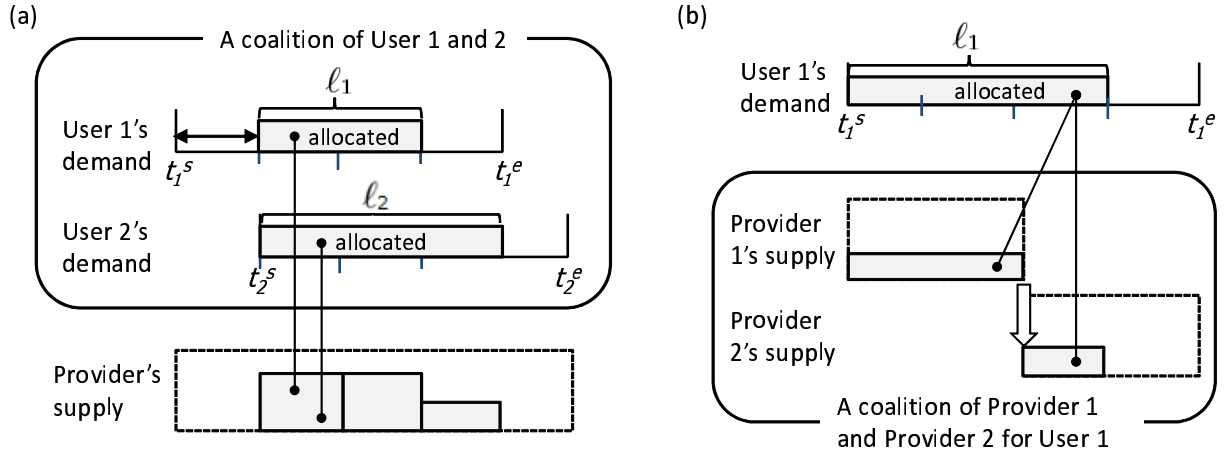 (a)
A coalition of User 1 and 2
ℓ1
User 1's
demand
allocated
t1s
t1e
ℓ2
User 2's
demand
allocated
t2s
t2e
Provider's
supply
(b)
ℓ1
User 1's
demand
allocated
t1s
t1e
Provider
1's supply
Provider
2's supply
A coalition of Provider 1
and Provider 2 for User 1